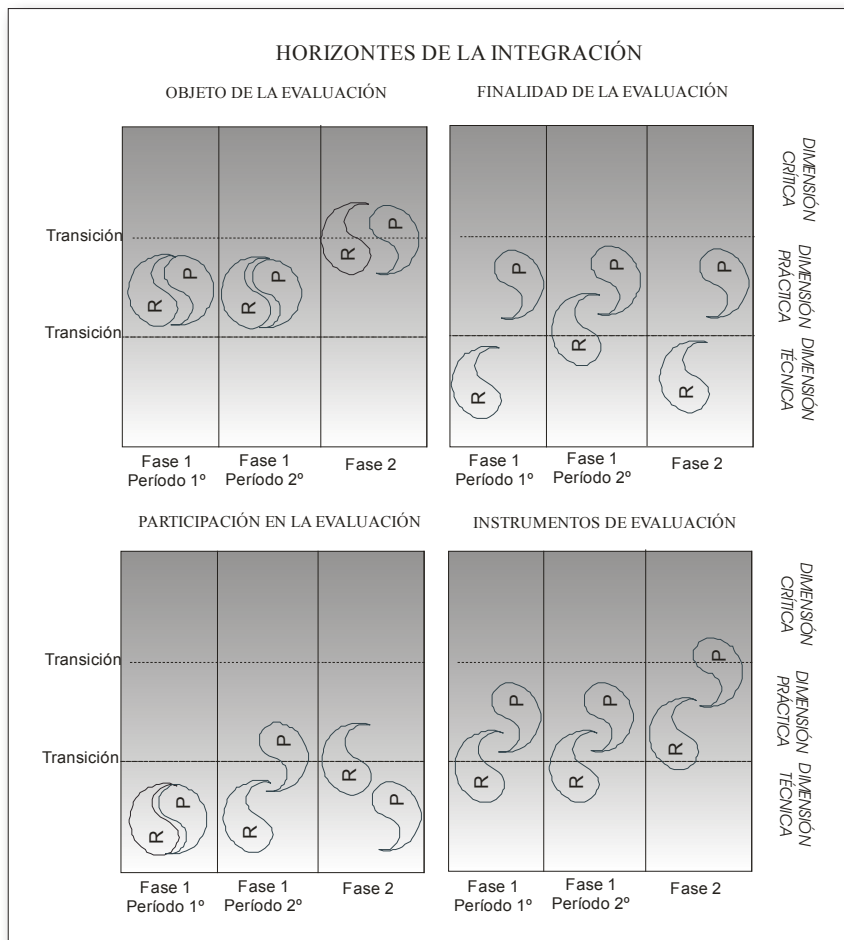 HORIZONTES DE LA INTEGRACIÓN
OBJETO DE LA EVALUACIÓN
FINALIDAD DE LA EVALUACIÓN
Transición
Transición
R
P
R
P
R
P
R
P
R
P
R
P
DIMENSIÓN
CRÍTICA
DIMENSIÓN
PRÁCTICA
DIMENSIÓN
TÉCNICA
Fase 1
Período 1º
Fase 1
Período 2º
Fase 2
Fase 1
Período 1º
Fase 1
Período 2º
Fase 2
PARTICIPACIÓN EN LA EVALUACIÓN
INSTRUMENTOS DE EVALUACIÓN
Transición
Transición
R
P
R
P
R
P
R
P
R
P
R
P
DIMENSIÓN
CRÍTICA
DIMENSIÓN
PRÁCTICA
DIMENSIÓN
TÉCNICA
Fase 1
Período 1º
Fase 1
Período 2º
Fase 2
Fase 1
Período 1º
Fase 1
Período 2º
Fase 2